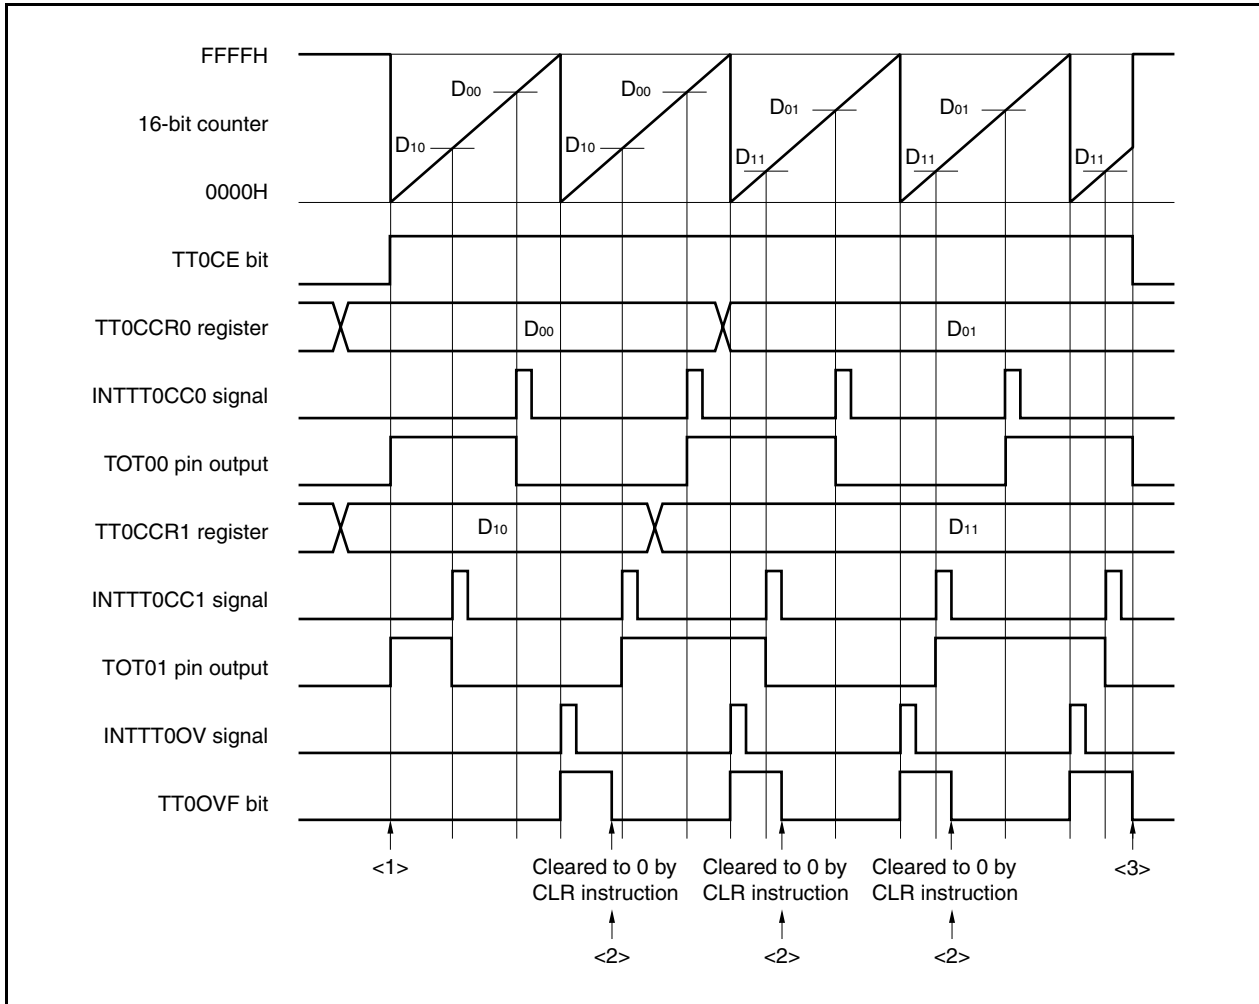 FFFFH
D00
D00
D01
D01
16-bit counter
D10
D10
D11
D11
D11
0000H
TT0CE bit
TT0CCR0 register
D00
D01
INTTT0CC0 signal
TOT00 pin output
TT0CCR1 register
D10
D11
INTTT0CC1 signal
TOT01 pin output
INTTT0OV signal
TT0OVF bit
<1>
Cleared to 0 by
CLR instruction
Cleared to 0 by
CLR instruction
Cleared to 0 by
CLR instruction
<3>
<2>
<2>
<2>